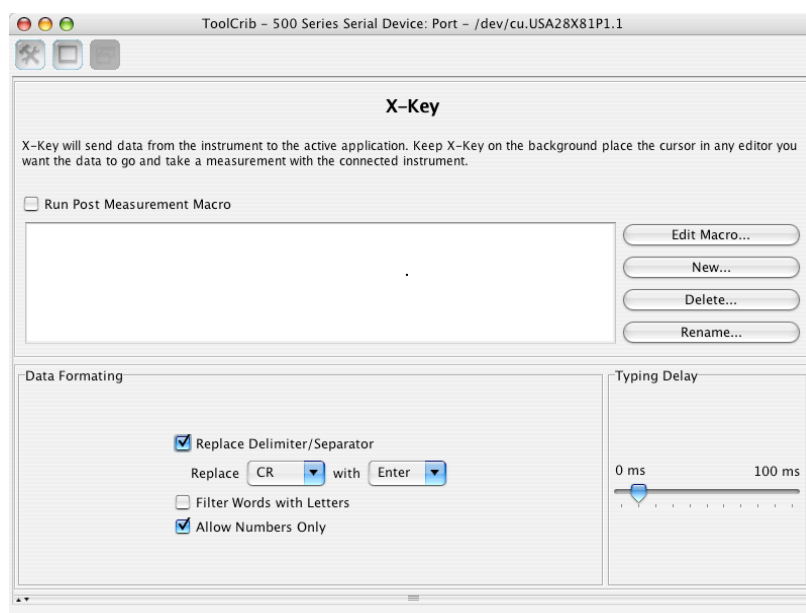 ToolCrib – 500 Series Serial Device: Port – /dev/cu.USA28X81P1.1
X–Key
X–Key will send data from the instrument to the active application. Keep X–Key on the background place the cursor in any editor you
want the data to go and take a measurement with the connected instrument.
Run Post Measurement Macro
Edit Macro...
New...
Delete...
Rename...
Data Formating
Typing Delay
Replace Delimiter/Separator
Replace CR with Enter
0 ms 100 ms
Filter Words with Letters
Allow Numbers Only